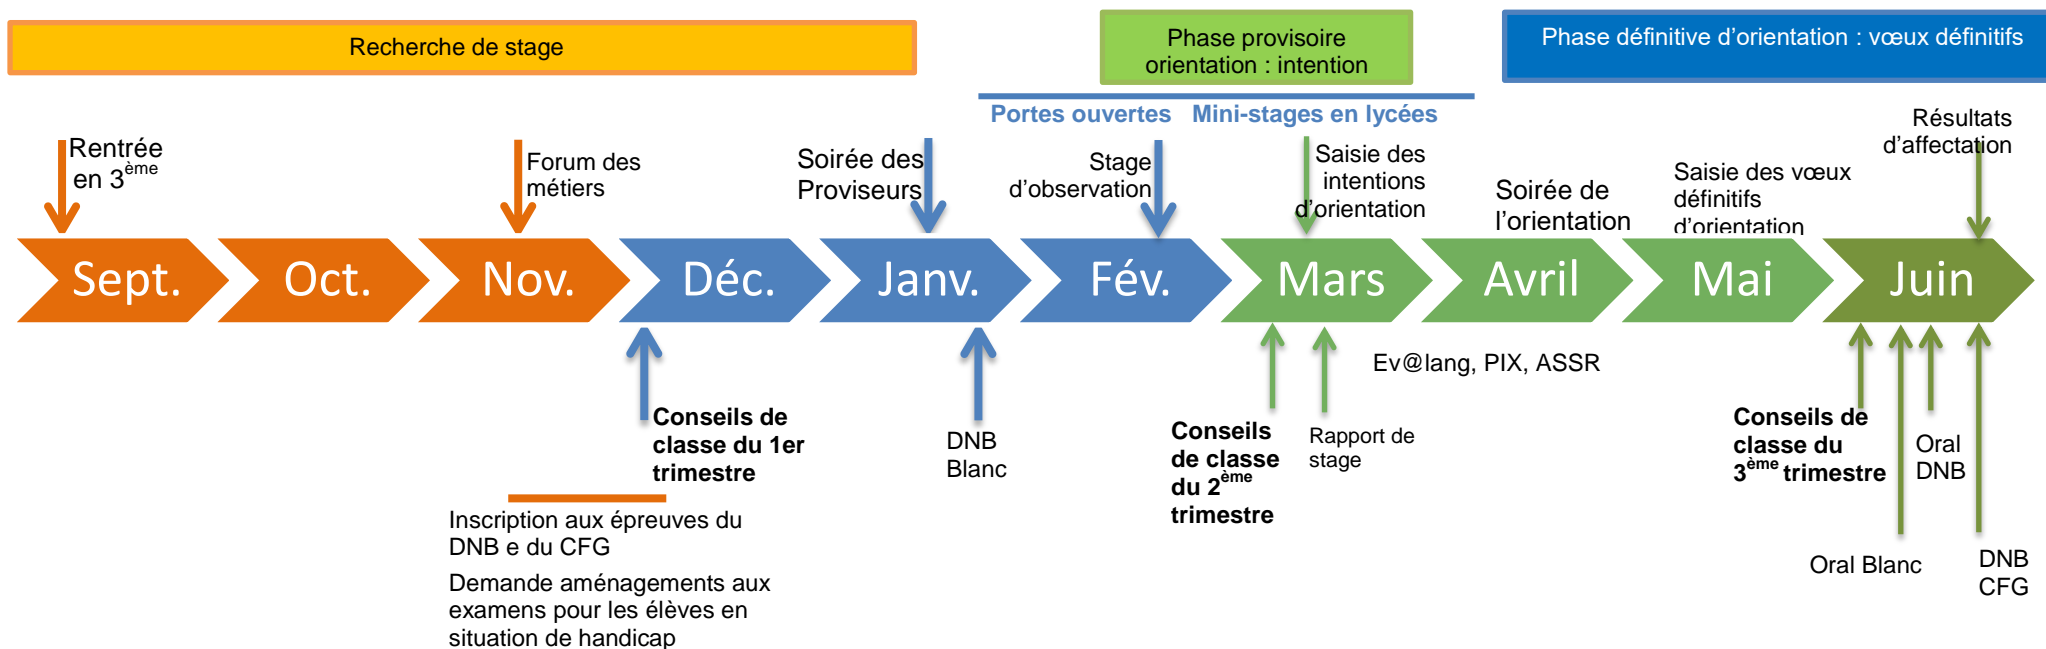 Recherche de stage
Phase provisoire
orientation : intention
Phase définitive d'orientation : vœux définitifs
Portes ouvertes Mini-stages en lycées
Rentrée
en 3ème
Forum des
métiers
Soirée des
Proviseurs
Stage
d'observation
Saisie des
intentions
d'orientation
Soirée de
l'orientation
Saisie des vœux
définitifs
d'orientation
Résultats
d'affectation
Sept.
Oct.
Nov.
Déc.
Janv.
Fév.
Mars
Avril
Mai
Juin
Conseils de
classe du 1er
trimestre
Inscription aux épreuves du
DNB e du CFG
Demande aménagements aux
examens pour les élèves en
situation de handicap
DNB
Blanc
Conseils
de classe
du 2ème
trimestre
Rapport de
stage
Ev@lang, PIX, ASSR
Conseils de
classe du
3ème trimestre
Oral
DNB
Oral Blanc
DNB
CFG